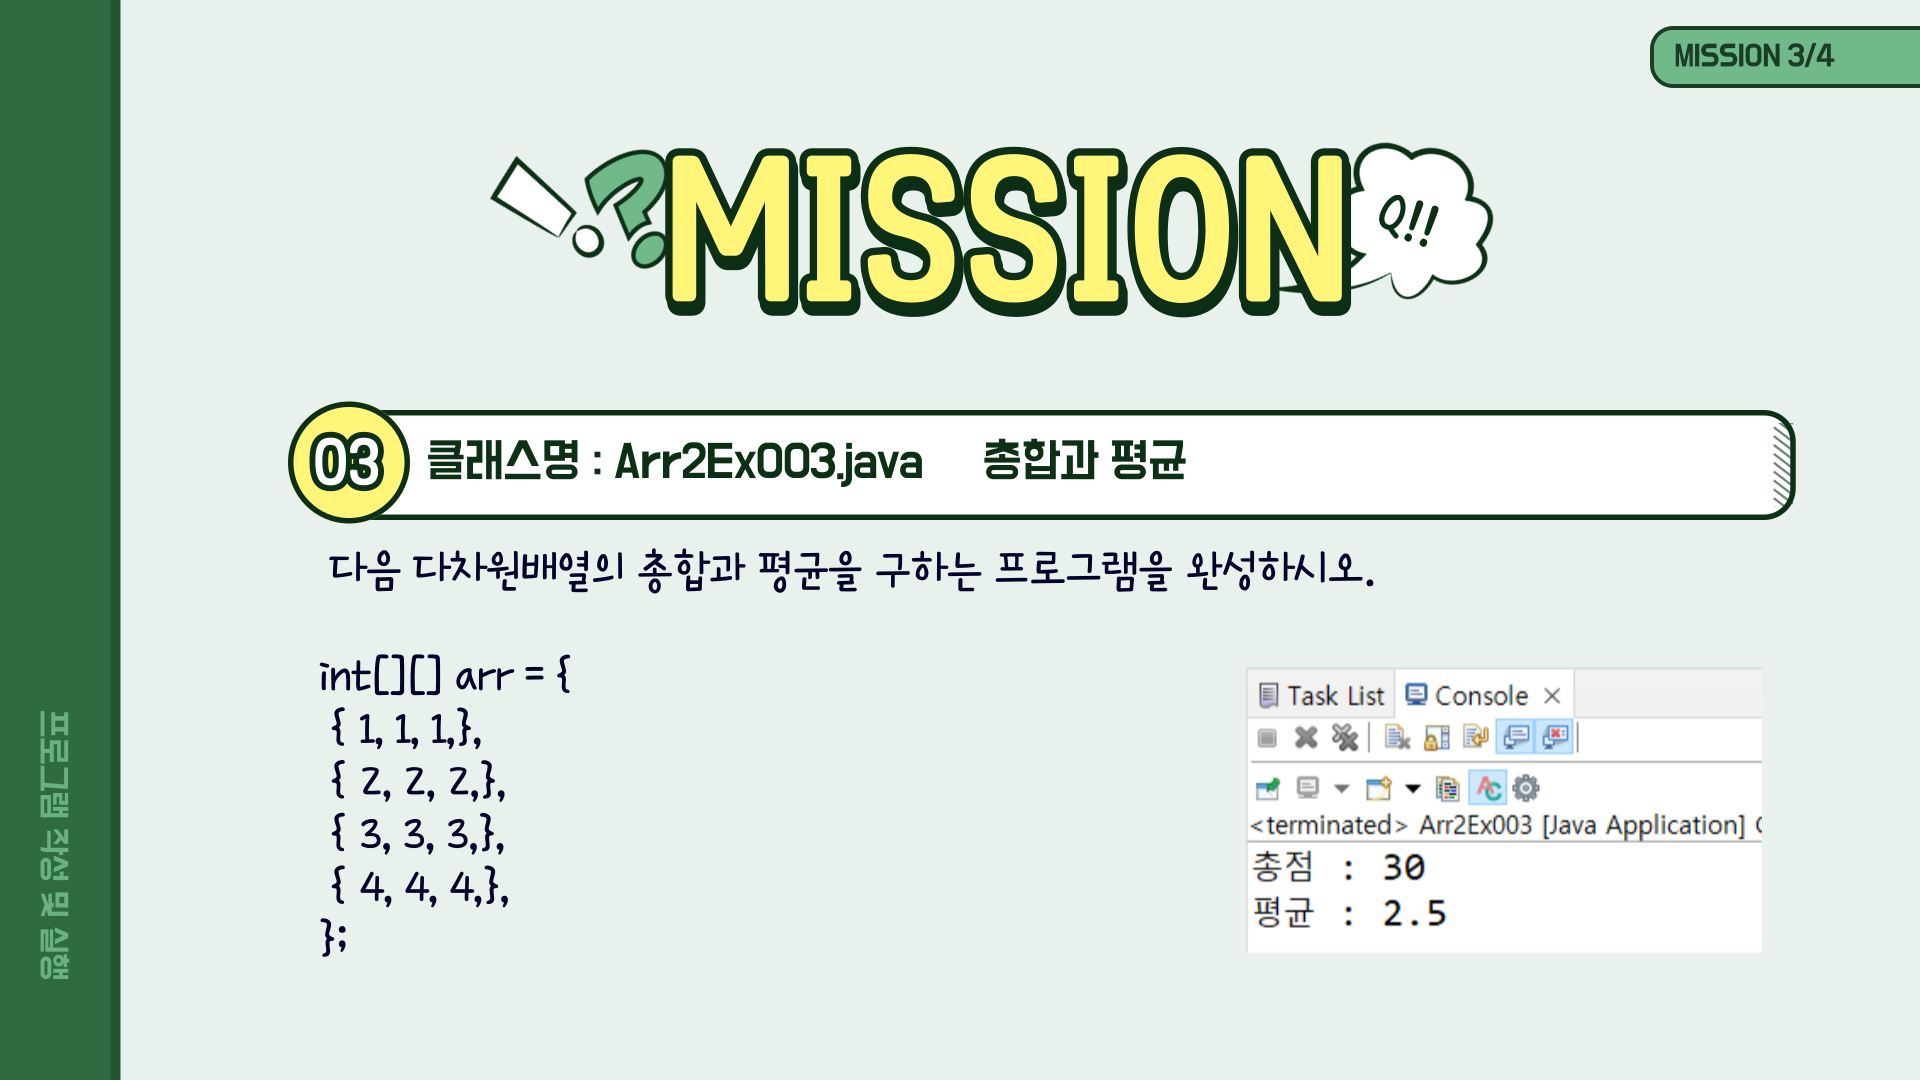 MISSION 3/4
MISSION
Q!!
03 클래스명 : Arr2Ex003.java 총합과 평균
다음 다차원배열의 총합과 평균을 구하는 프로그램을 완성하시오.
int[][] arr = {
{ 1, 1, 1,},
{ 2, 2, 2,},
{ 3, 3, 3,},
{ 4, 4, 4,},
};
Task List Console
<terminated> Arr2Ex003 [Java Application]
총점 : 30
평균 : 2.5
프로그램 작성 및 실행